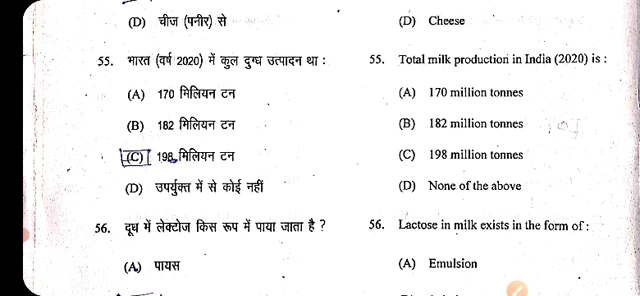 (D) चीज (पनीर) से
55. भारत (वर्ष 2020) में कुल दुग्ध उत्पादन था :
(A) 170 मिलियन टन
(B) 182 मिलियन टन
(C) 198 मिलियन टन
(D) उपर्युक्त में से कोई नहीं
56. दूध में लेक्टोज किस रूप में पाया जाता है ?
(A) पायस
(D) Cheese
55. Total milk production in India (2020) is :
(A) 170 million tonnes
(B) 182 million tonnes
(C) 198 million tonnes
(D) None of the above
56. Lactose in milk exists in the form of :
(A) Emulsion